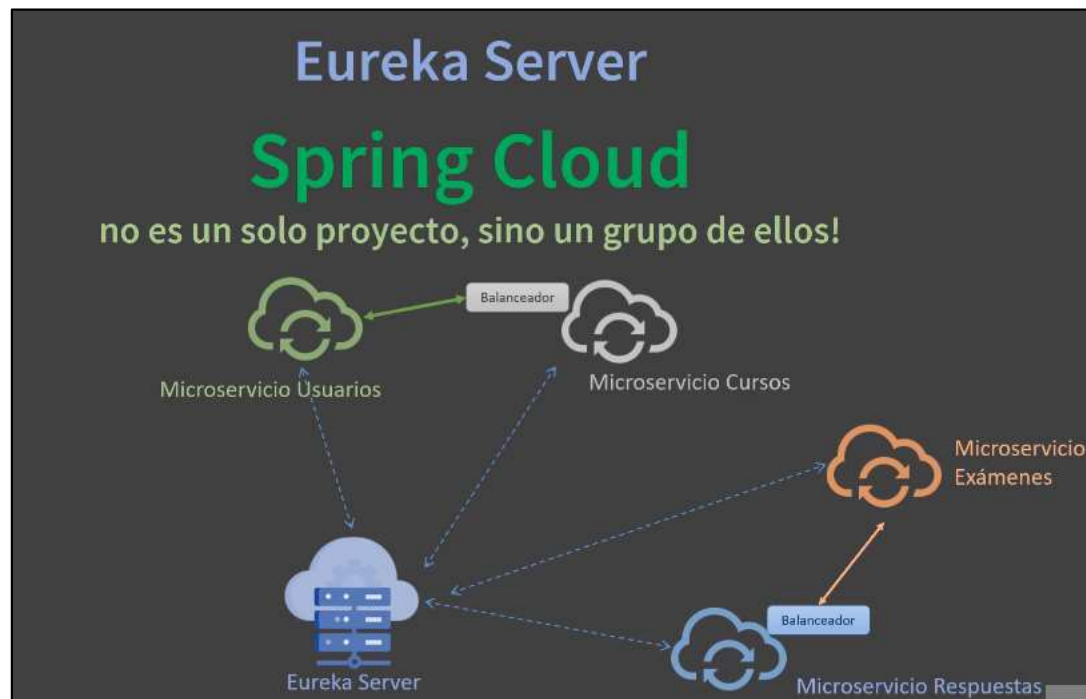 Eureka Server
Spring Cloud
no es un solo proyecto, sino un grupo de ellos!
Balanceador
Microservicio Usuarios
Microservicio Cursos
Microservicio
Exámenes
Balanceador
Eureka Server
Microservicio Respuestas